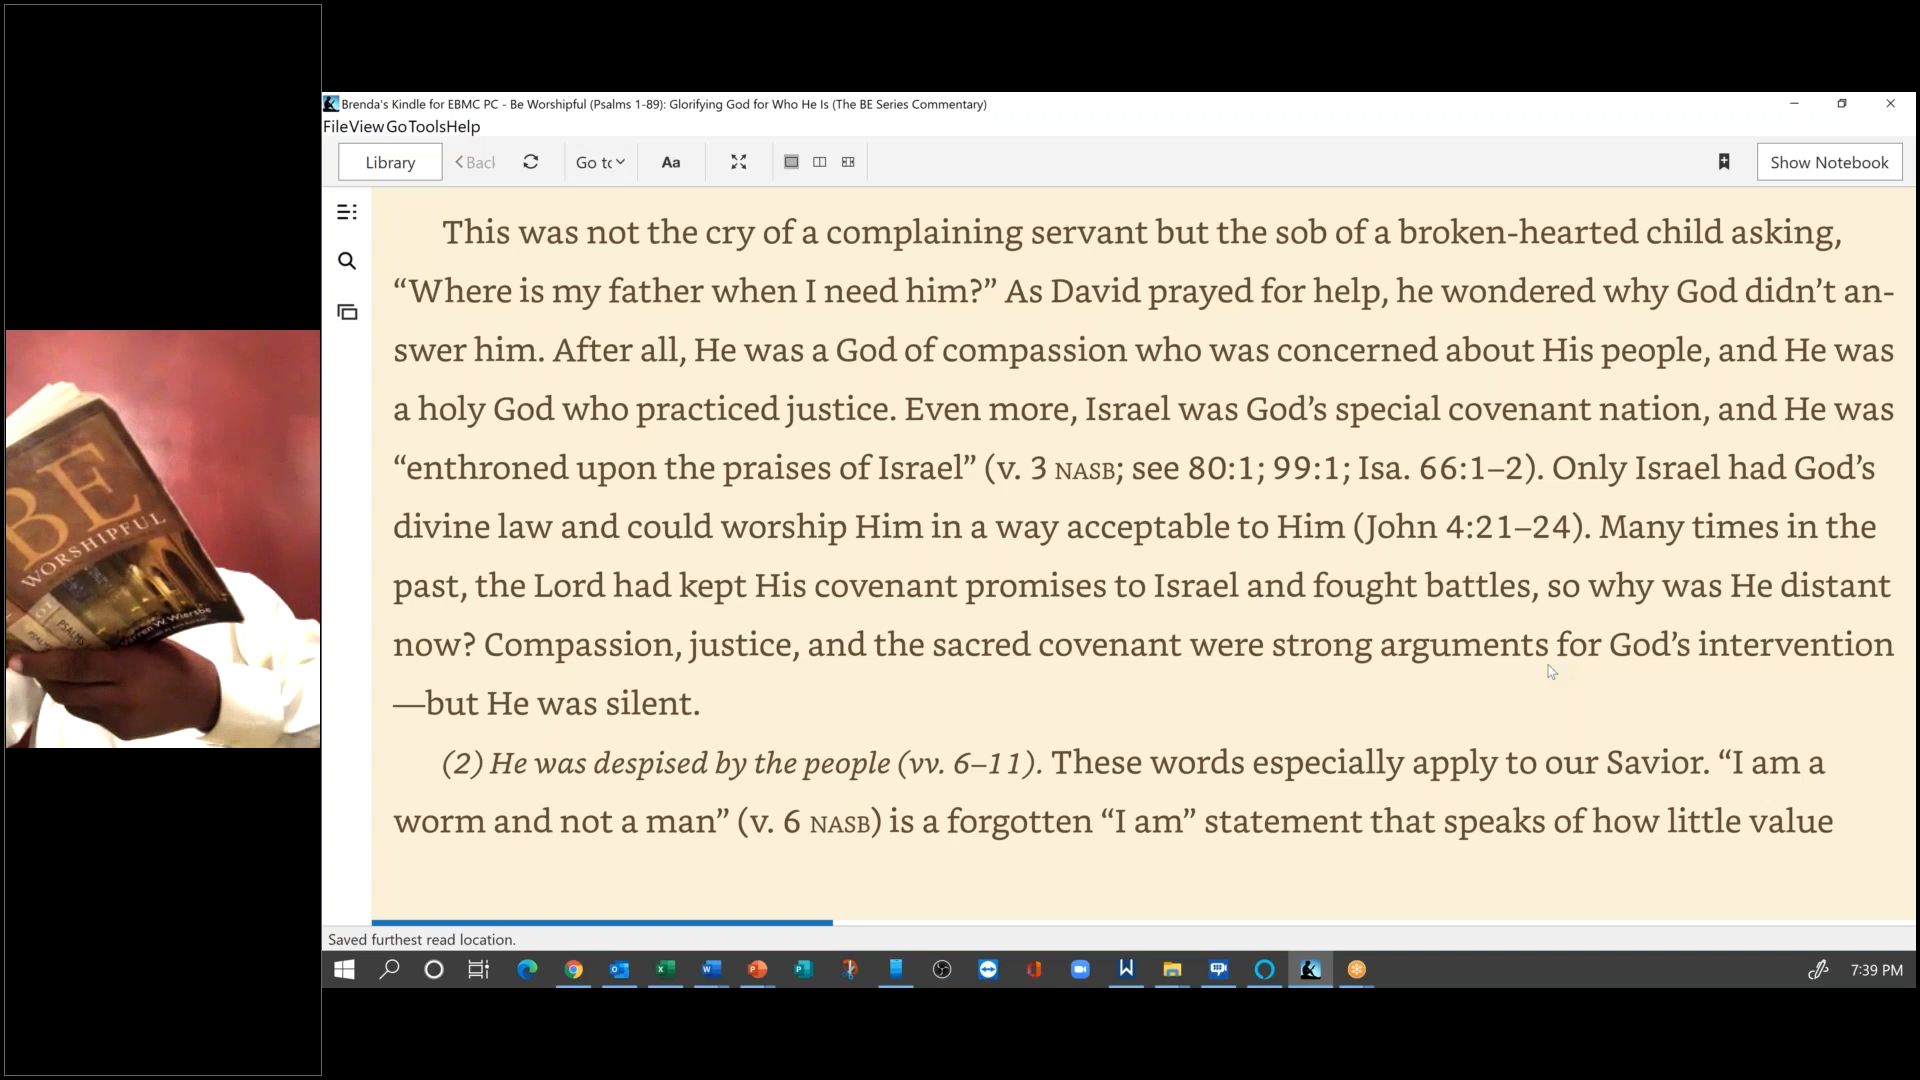 Brenda's Kindle for EBMC PC - Be Worshipful (Psalms 1-89): Glorifying God for Who He Is (The BE Series Commentary)
File View Go Tools Help
Library
Back
Go to
Aa
Show Notebook
This was not the cry of a complaining servant but the sob of a broken-hearted child asking,
“Where is my father when I need him?” As David prayed for help, he wondered why God didn’t an-
swer him. After all, He was a God of compassion who was concerned about His people, and He was
a holy God who practiced justice. Even more, Israel was God’s special covenant nation, and He was
“enthroned upon the praises of Israel” (v. 3 NASB; see 80:1; 99:1; Isa. 66:1–2). Only Israel had God’s
divine law and could worship Him in a way acceptable to Him (John 4:21–24). Many times in the
past, the Lord had kept His covenant promises to Israel and fought battles, so why was He distant
now? Compassion, justice, and the sacred covenant were strong arguments for God’s intervention
—but He was silent.
(2) He was despised by the people (vv. 6–11). These words especially apply to our Savior. “I am a
worm and not a man” (v. 6 NASB) is a forgotten “I am” statement that speaks of how little value
Saved furthest read location.
7:39 PM
BE
WORSHIPFUL
Warren W. Wiersbe
PSALMS